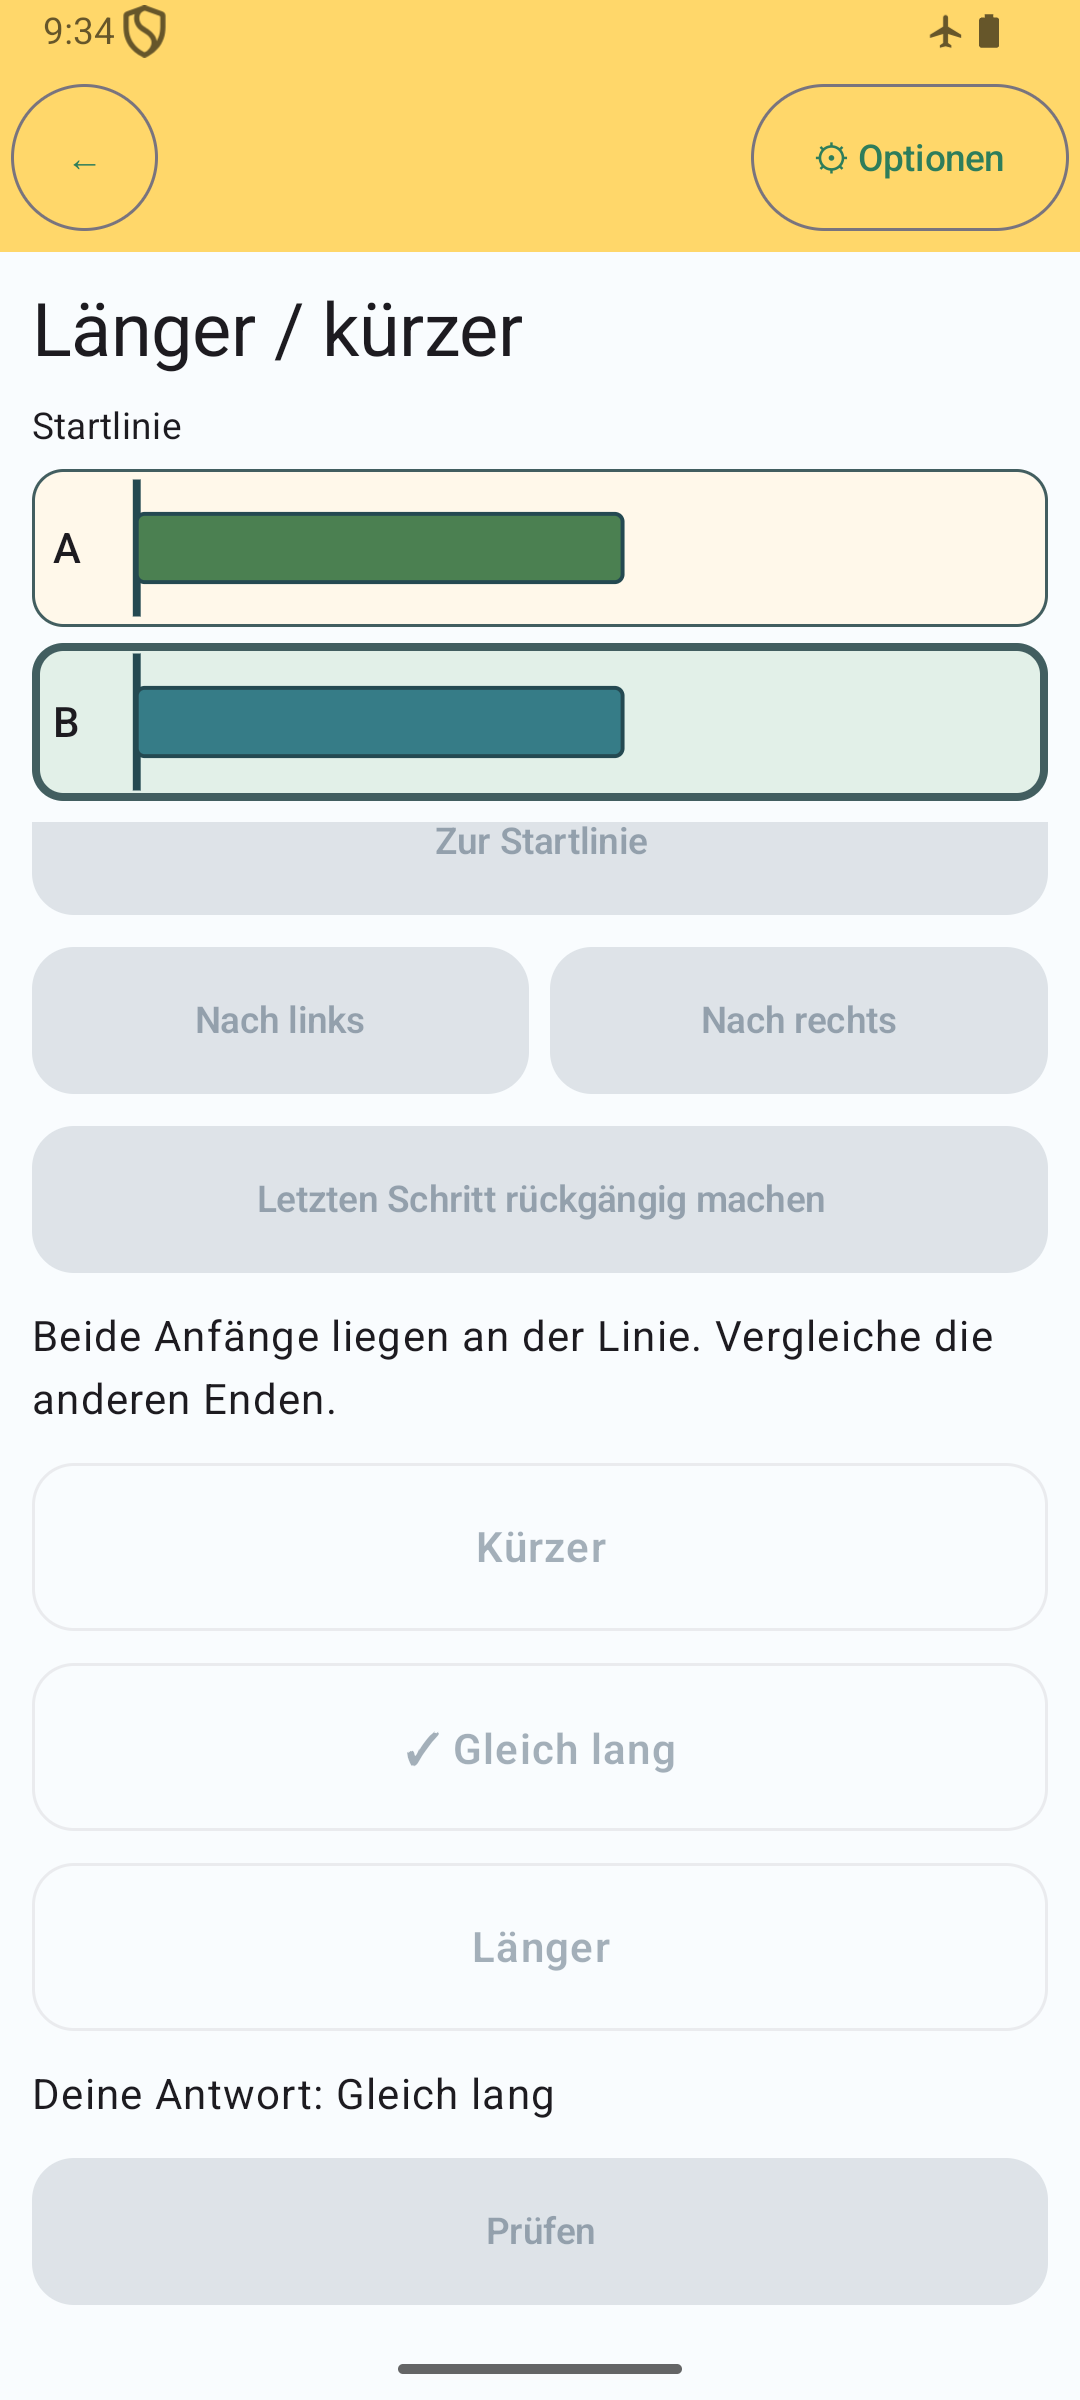 9:34
←
⚙ Optionen
Länger / kürzer
Startlinie
A
B
Zur Startlinie
Nach links
Nach rechts
Letzten Schritt rückgängig machen
Beide Anfänge liegen an der Linie. Vergleiche die
anderen Enden.
Kürzer
✓ Gleich lang
Länger
Deine Antwort: Gleich lang
Prüfen